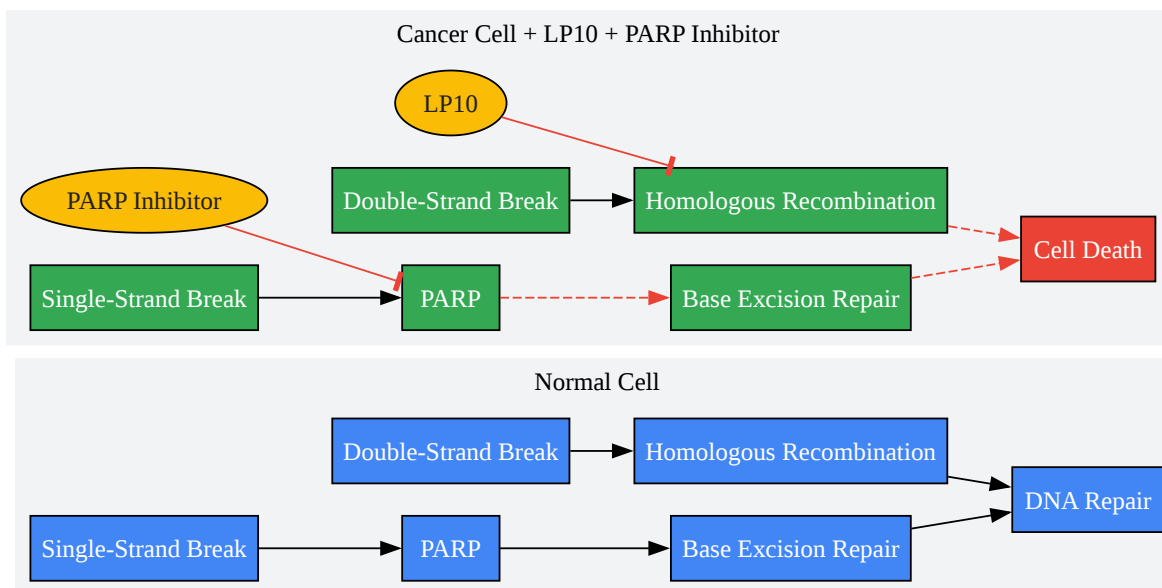 Cancer Cell + LP10 + PARP Inhibitor
LP10
PARP Inhibitor
Double-Strand Break
Homologous Recombination
Cell Death
Single-Strand Break
PARP
Base Excision Repair
Normal Cell
Double-Strand Break
Homologous Recombination
DNA Repair
Single-Strand Break
PARP
Base Excision Repair